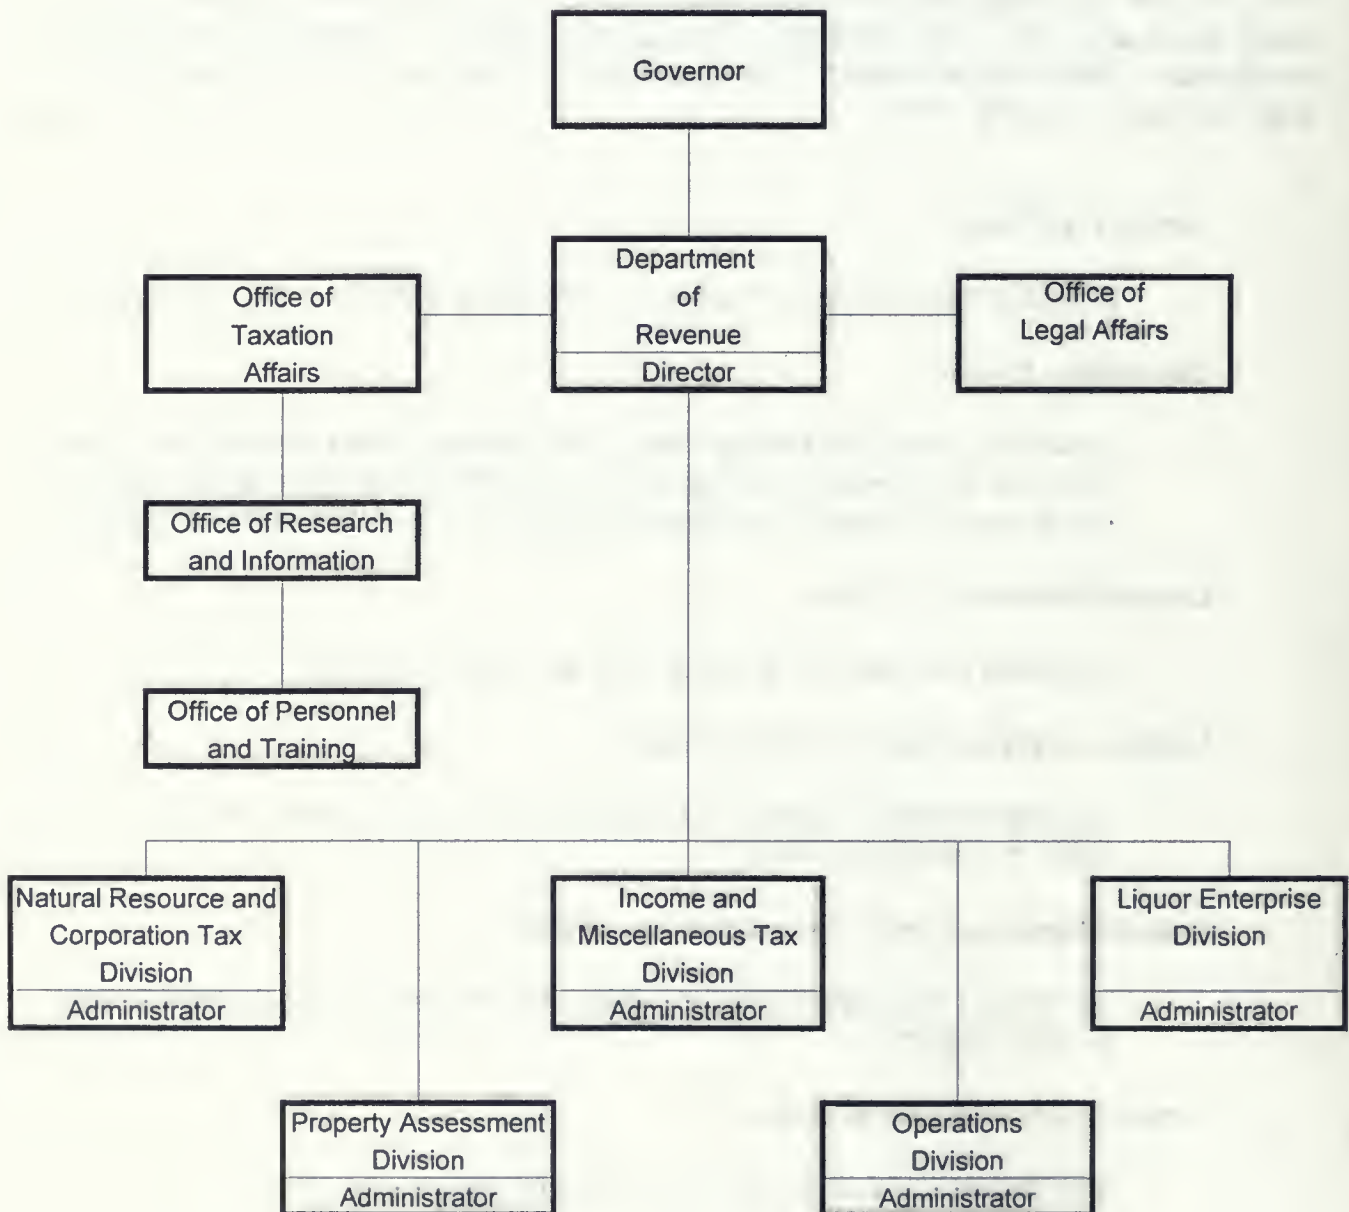 Governor
Office of
Taxation
Affairs
Department
of
Revenue
Director
Office of
Legal Affairs
Office of Research
and Information
Office of Personnel
and Training
Natural Resource and
Corporation Tax
Division
Administrator
Income and
Miscellaneous Tax
Division
Administrator
Liquor Enterprise
Division
Administrator
Property Assessment
Division
Administrator
Operations
Division
Administrator